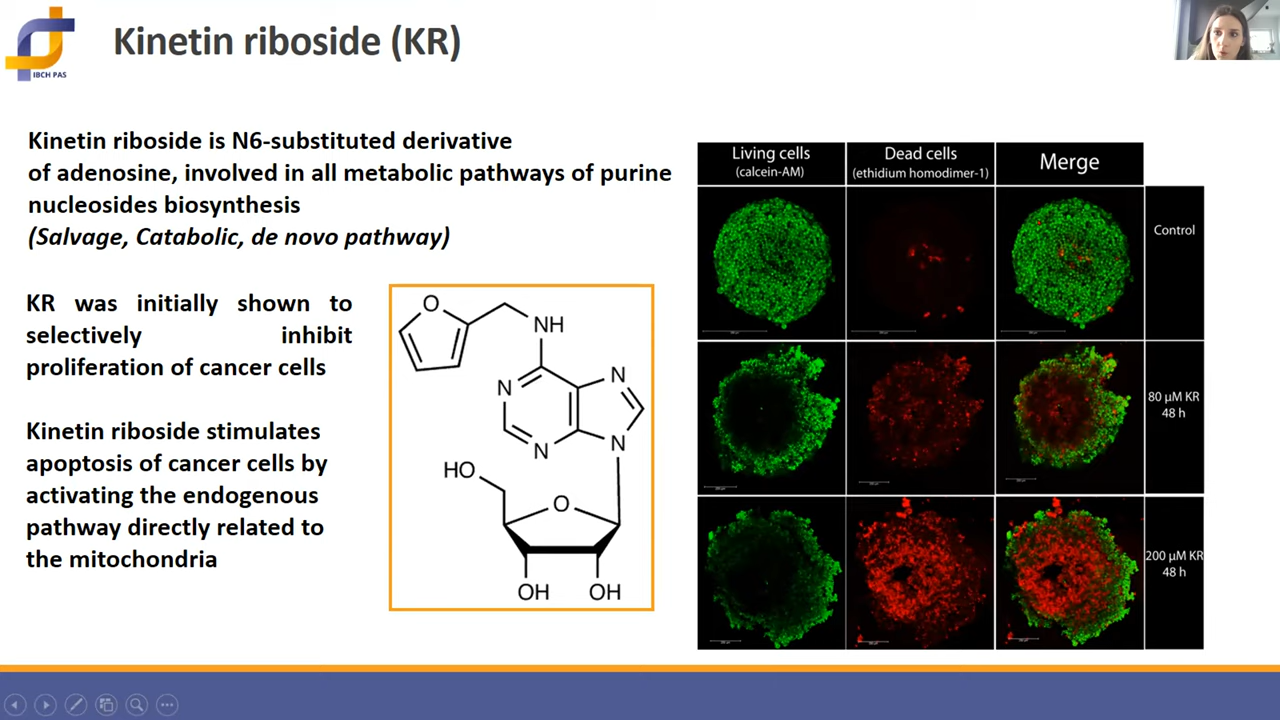 IBCH PAS
Kinetin riboside (KR)
Kinetin riboside is N6-substituted derivative
of adenosine, involved in all metabolic pathways of purine
nucleosides biosynthesis
(Salvage, Catabolic, de novo pathway)
KR was initially shown to
selectively inhibit
proliferation of cancer cells
Kinetin riboside stimulates
apoptosis of cancer cells by
activating the endogenous
pathway directly related to
the mitochondria
O
NH
N
N
N
N
HO
O
OH
OH
Living cells
(calcein-AM)
Dead cells
(ethidium homodimer-1)
Merge
Control
80 µM KR
48 h
200 µM KR
48 h